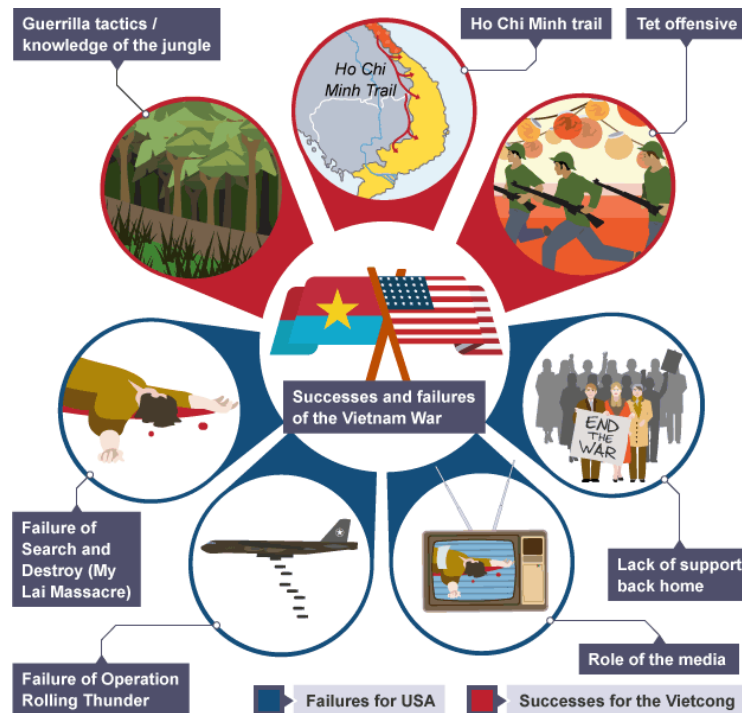 Guerrilla tactics /
knowledge of the jungle
Ho Chi Minh trail
Tet offensive
Ho Chi
Minh Trail
Successes and failures
of the Vietnam War
END
THE
WAR
Failure of
Search and
Destroy (My
Lai Massacre)
Lack of support
back home
Failure of Operation
Rolling Thunder
Role of the media
Failures for USA
Successes for the Vietcong